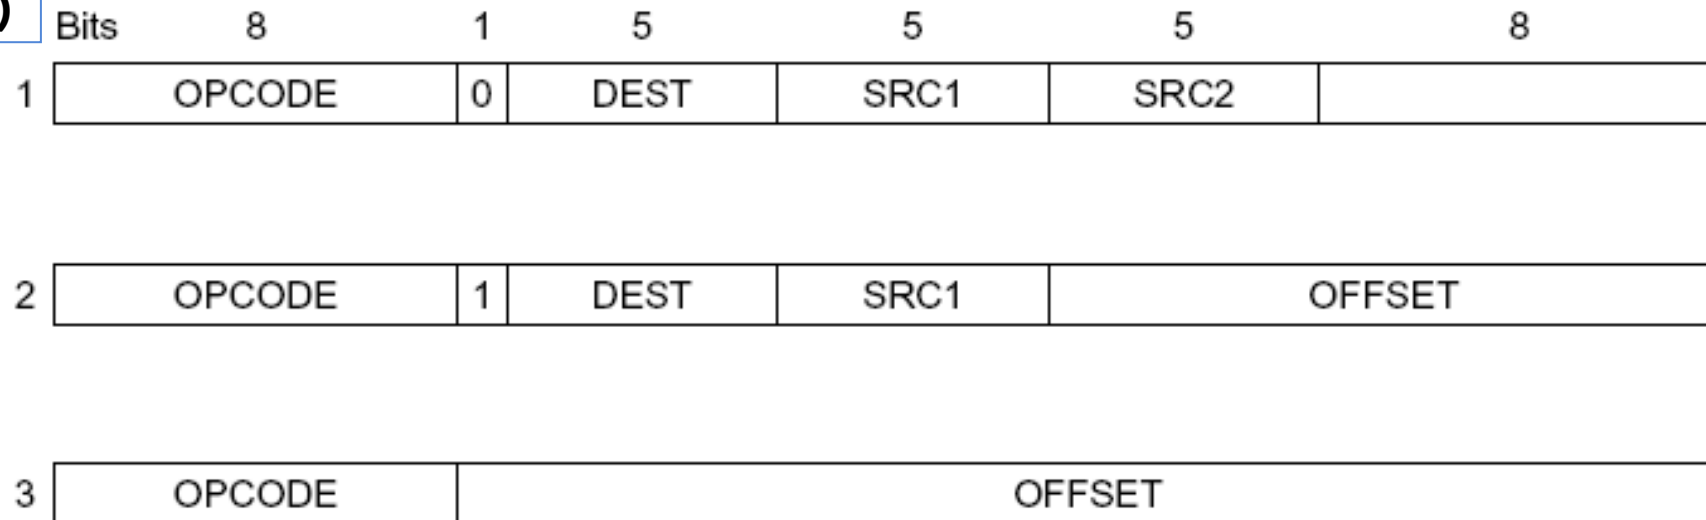 )
Bits 8 1 5 5 5 8
1 OPCODE 0 DEST SRC1 SRC2
2 OPCODE 1 DEST SRC1 OFFSET
3 OPCODE OFFSET